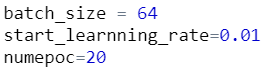 batch_size = 64
start_learnning_rate=0.01
numepoc=20